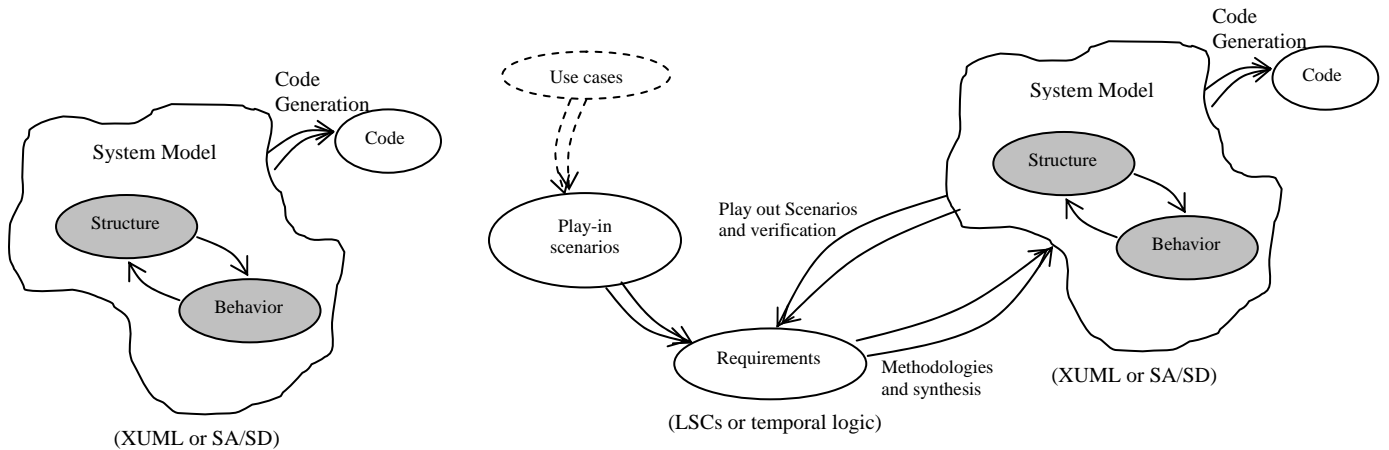 Code
Generation
Code
System Model
Structure
Behavior
(XUML or SA/SD)
Use cases
Play-in
scenarios
Play out Scenarios
and verification
Requirements
(LSCs or temporal logic)
Methodologies
and synthesis
Code
Generation
Code
System Model
Structure
Behavior
(XUML or SA/SD)